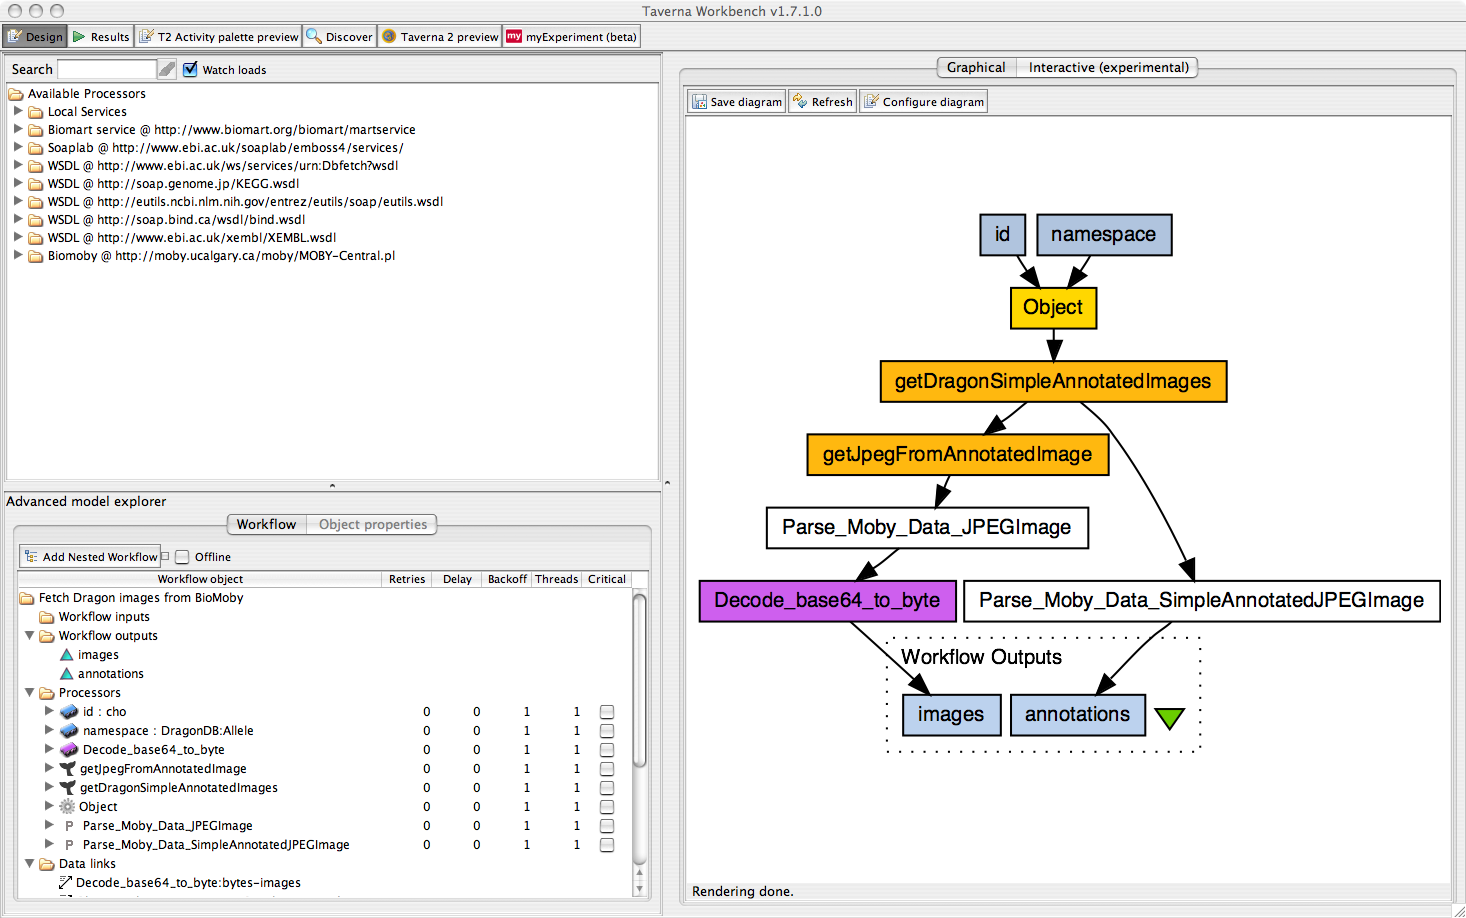 Taverna Workbench v1.7.1.0
Design Results T2 Activity palette preview Discover Taverna 2 preview my myExperiment (beta)
Search Watch loads
Available Processors
Local Services
Biomart service @ http://www.biomart.org/biomart/martservice
Soaplab @ http://www.ebi.ac.uk/soaplab/emboss4/services/
WSDL @ http://www.ebi.ac.uk/ws/services/urn:Dbfetch?wsdl
WSDL @ http://soap.genome.jp/KEGG.wsdl
WSDL @ http://eutils.ncbi.nlm.nih.gov/entrez/eutils/soap/eutils.wsdl
WSDL @ http://soap.bind.ca/wsdl/bind.wsdl
WSDL @ http://www.ebi.ac.uk/xembl/XEMBL.wsdl
Biomoby @ http://moby.ucalgary.ca/moby/MOBY-Central.pl
Advanced model explorer
Workflow Object properties
Add Nested Workflow Offline
Workflow object Retries Delay Backoff Threads Critical
Fetch Dragon images from BioMoby
Workflow inputs
Workflow outputs
images
annotations
Processors
id : cho 0 0 1 1
namespace : DragonDB:Allele 0 0 1 1
Decode_base64_to_byte 0 0 1 1
getJpegFromAnnotatedImage 0 0 1 1
getDragonSimpleAnnotatedImages 0 0 1 1
Object 0 0 1 1
P Parse_Moby_Data_JPEGImage 0 0 1 1
P Parse_Moby_Data_SimpleAnnotatedJPEGImage 0 0 1 1
Data links
Decode_base64_to_byte:bytes-images
Graphical Interactive (experimental)
Save diagram Refresh Configure diagram
id namespace
Object
getDragonSimpleAnnotatedImages
getJpegFromAnnotatedImage
Parse_Moby_Data_JPEGImage
Decode_base64_to_byte Parse_Moby_Data_SimpleAnnotatedJPEGImage
Workflow Outputs
images annotations
Rendering done.